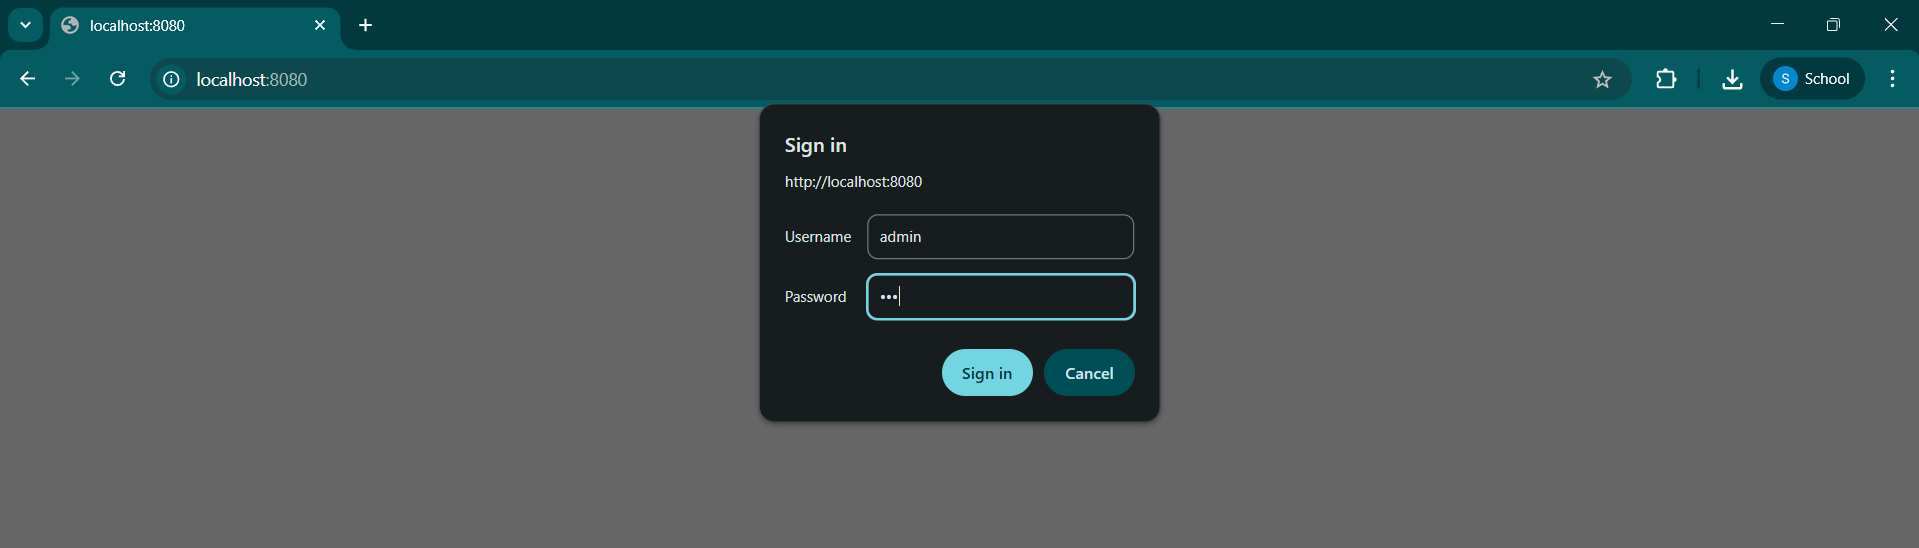 localhost:8080
localhost:8080
S School
Sign in
http://localhost:8080
Username admin
Password •••
Sign in Cancel